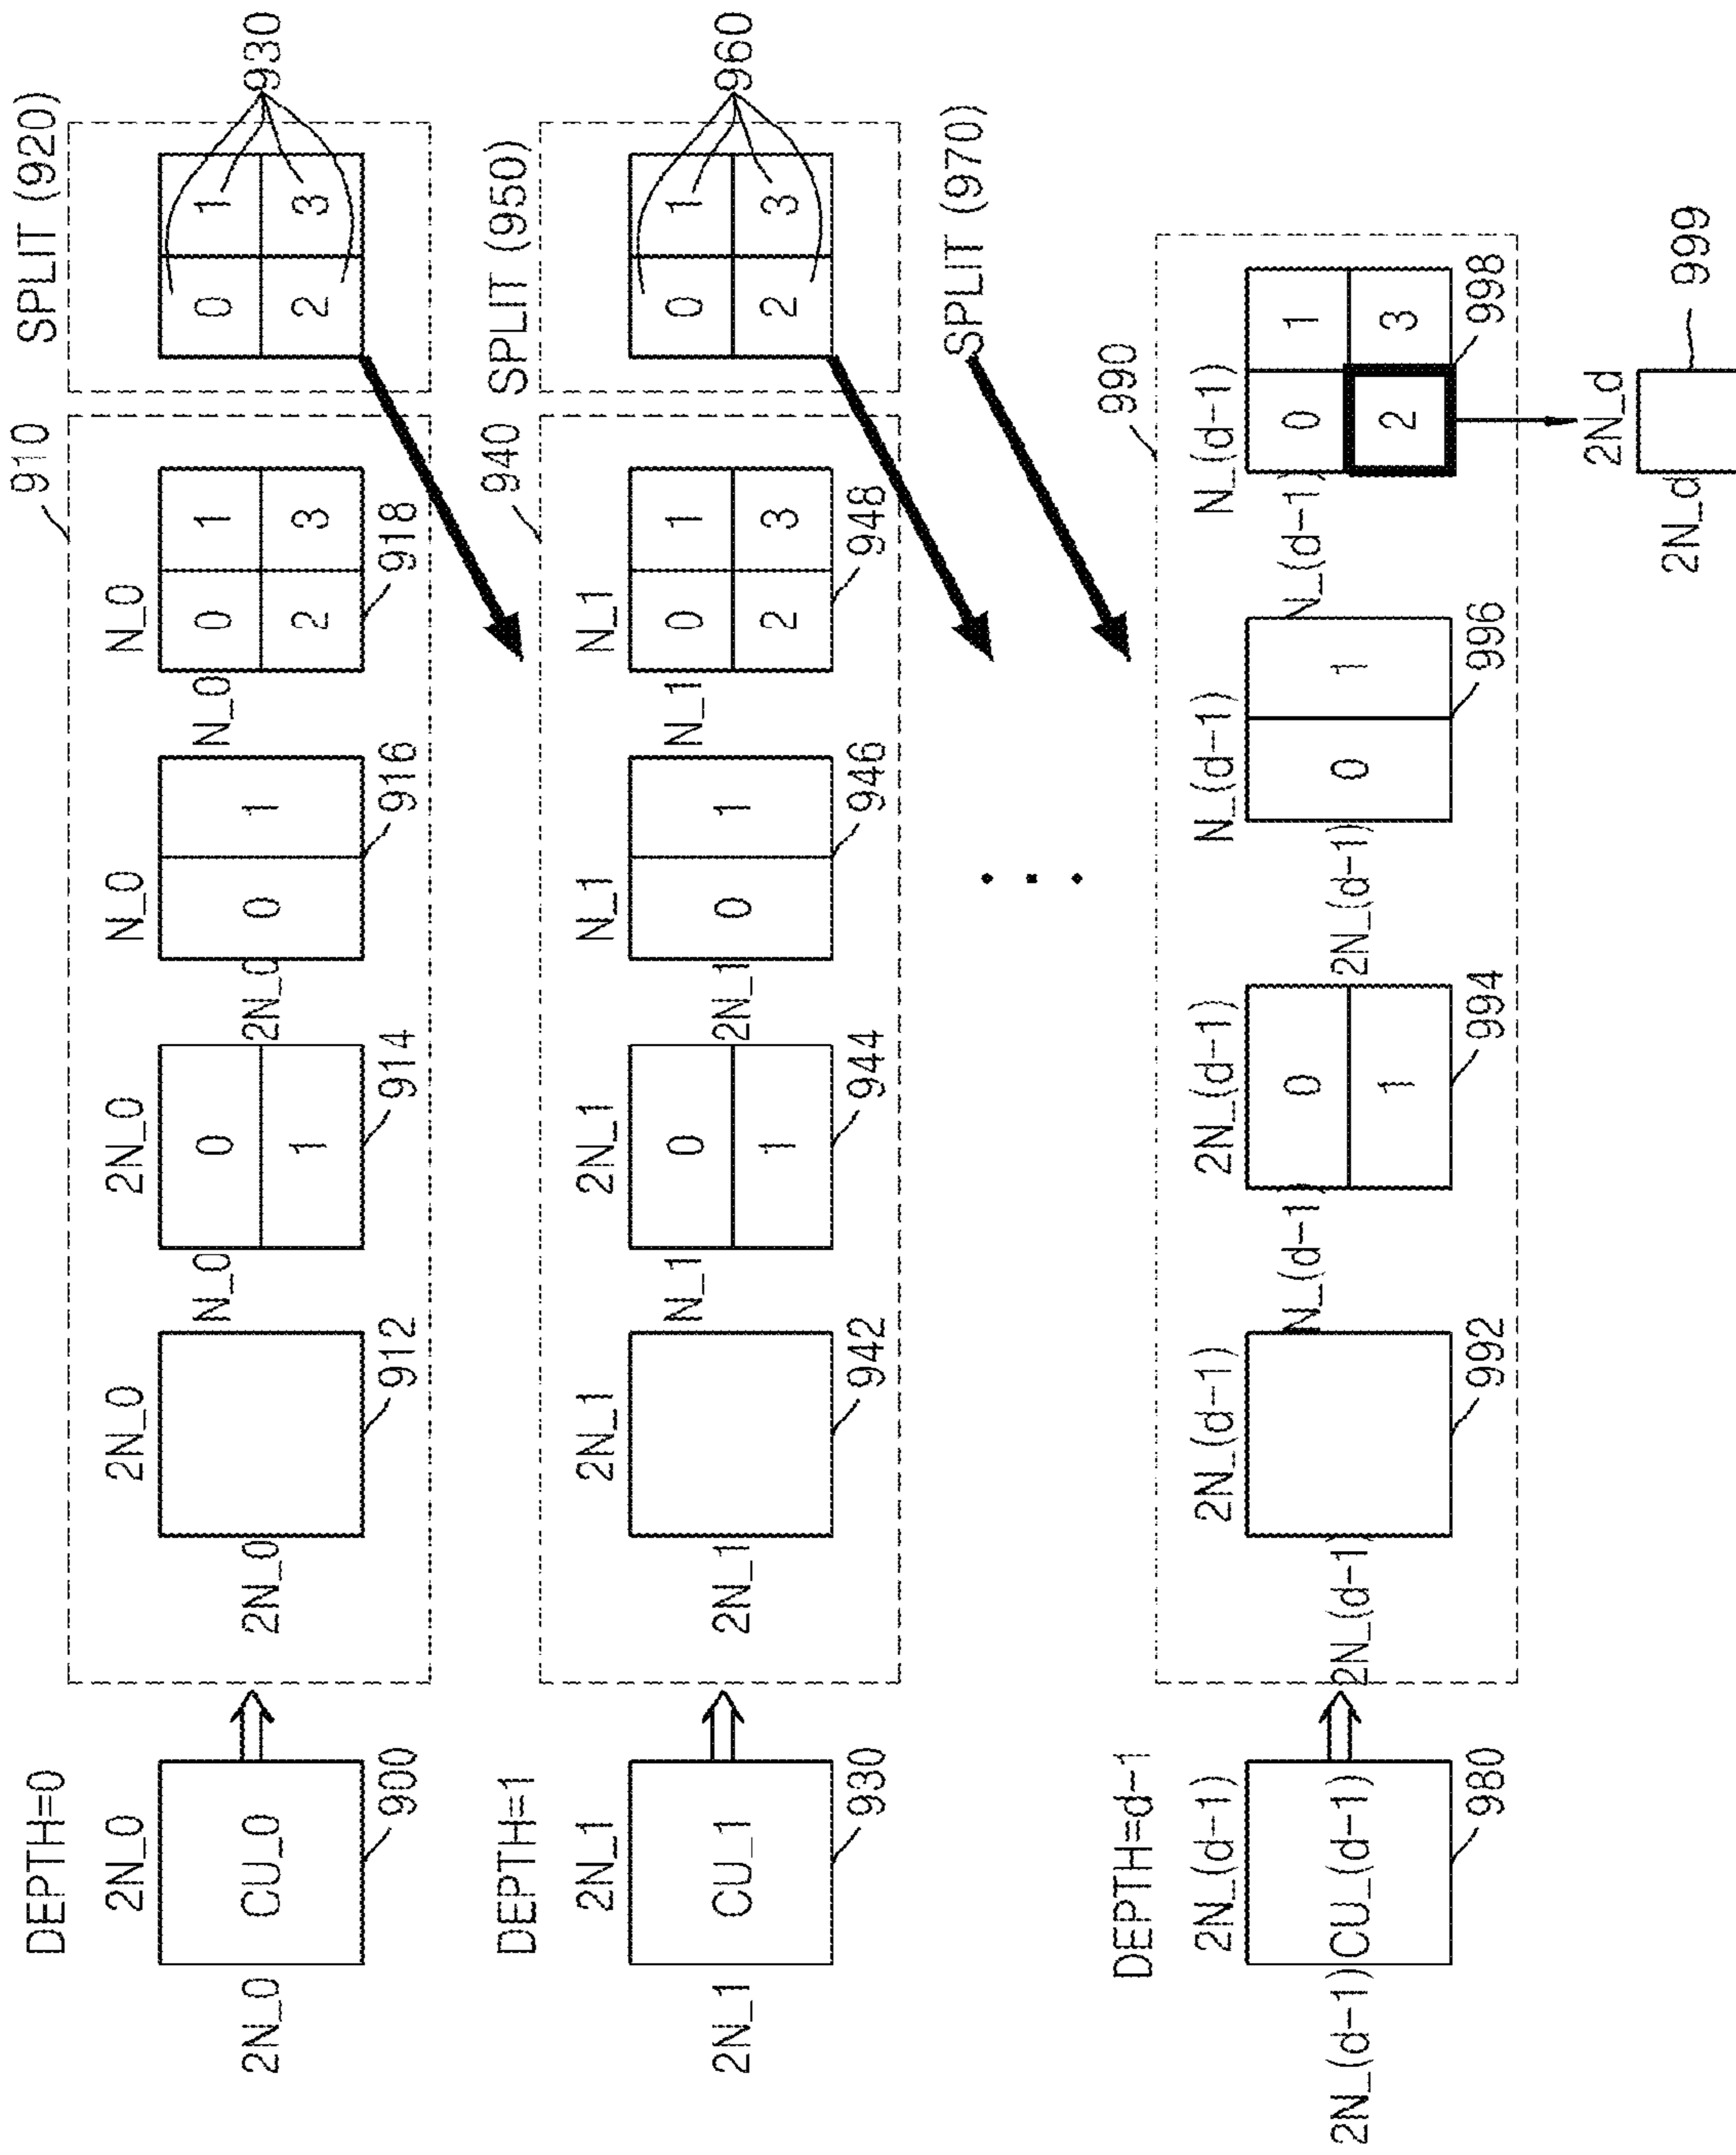 DEPTH=0
2N_0
2N_0
CU_0
900
910
2N_0
2N_0
912
2N_0
N_0
0
1
914
N_0
2N_0
0
1
916
N_0
N_0
0
1
2
3
918
SPLIT (920)
0
1
2
3
930
DEPTH=1
2N_1
2N_1
CU_1
930
940
2N_1
2N_1
942
2N_1
N_1
0
1
944
N_1
2N_1
0
1
946
N_1
N_1
0
1
2
3
948
SPLIT (950)
0
1
2
3
960
SPLIT (970)
DEPTH=d-1
2N_(d-1)
2N_(d-1)
CU_(d-1)
980
990
2N_(d-1)
2N_(d-1)
992
2N_(d-1)
N_(d-1)
0
1
994
N_(d-1)
2N_(d-1)
0
1
996
N_(d-1)
N_(d-1)
0
1
2
3
998
2N_d
2N_d
999